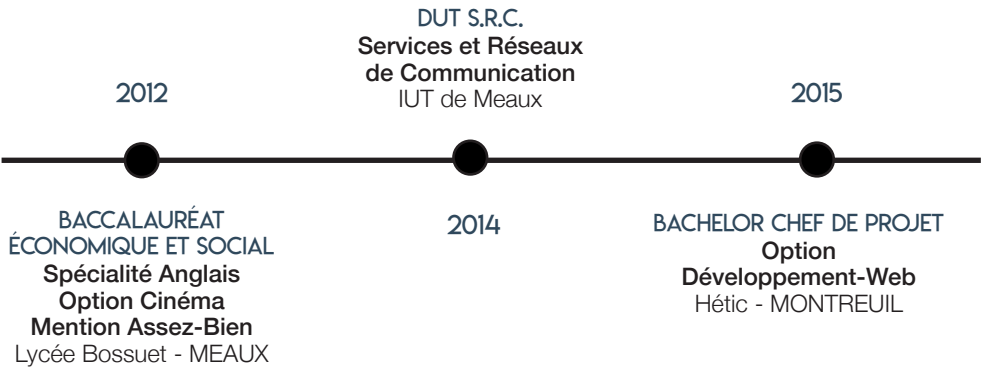 2012
BACCALAURÉAT
ÉCONOMIQUE ET SOCIAL
Spécialité Anglais
Option Cinéma
Mention Assez-Bien
Lycée Bossuet - MEAUX
DUT S.R.C.
Services et Réseaux
de Communication
IUT de Meaux
2014
2015
BACHELOR CHEF DE PROJET
Option
Développement-Web
Hétic - MONTREUIL